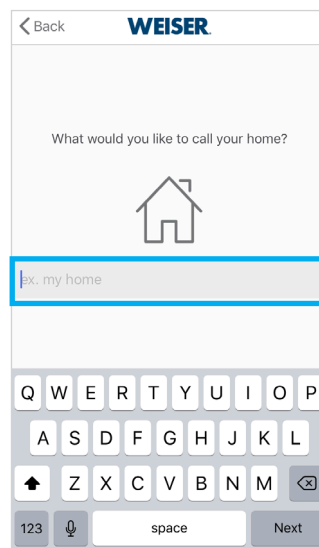 Back WEISER
What would you like to call your home?
ex. my home
Q W E R T Y U I O P
A S D F G H J K L
Z X C V B N M
123 space Next